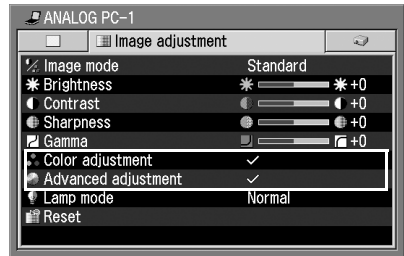 ANALOG PC-1
Image adjustment
Image mode Standard
Brightness +0
Contrast +0
Sharpness +0
Gamma +0
Color adjustment ✓
Advanced adjustment ✓
Lamp mode Normal
Reset